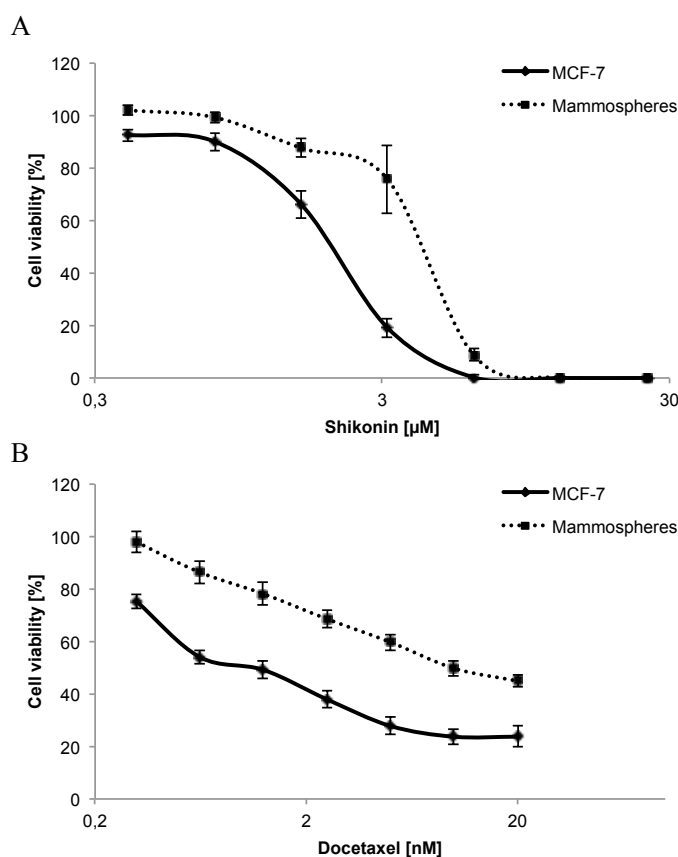 A
120
100
80
60
40
20
0
Cell viability [%]
MCF-7
Mammospheres
0,3
3
30
Shikonin [µM]
B
120
100
80
60
40
20
0
Cell viability [%]
MCF-7
Mammospheres
0,2
2
20
Docetaxel [nM]